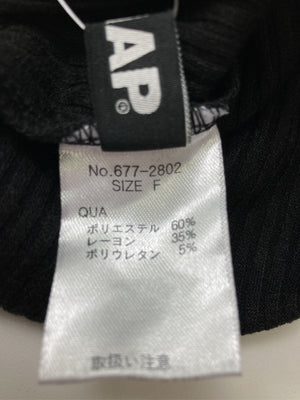 AP®
No.677-2802
SIZE F
QUA
ポリエステル 60%
レーヨン 35%
ポリウレタン 5%
取扱い注意